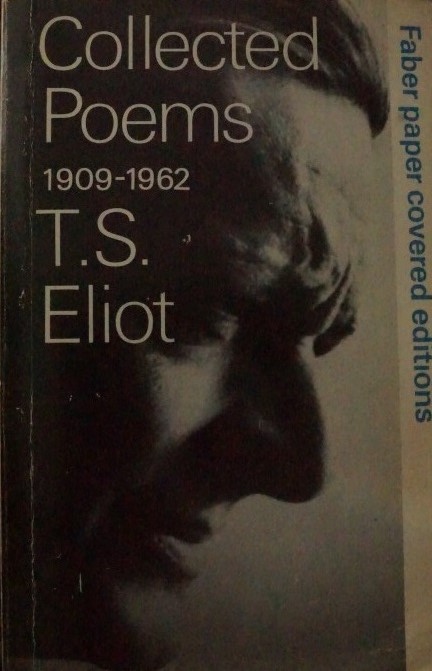 Collected
Poems
1909-1962
T.S.
Eliot
Faber paper covered editions